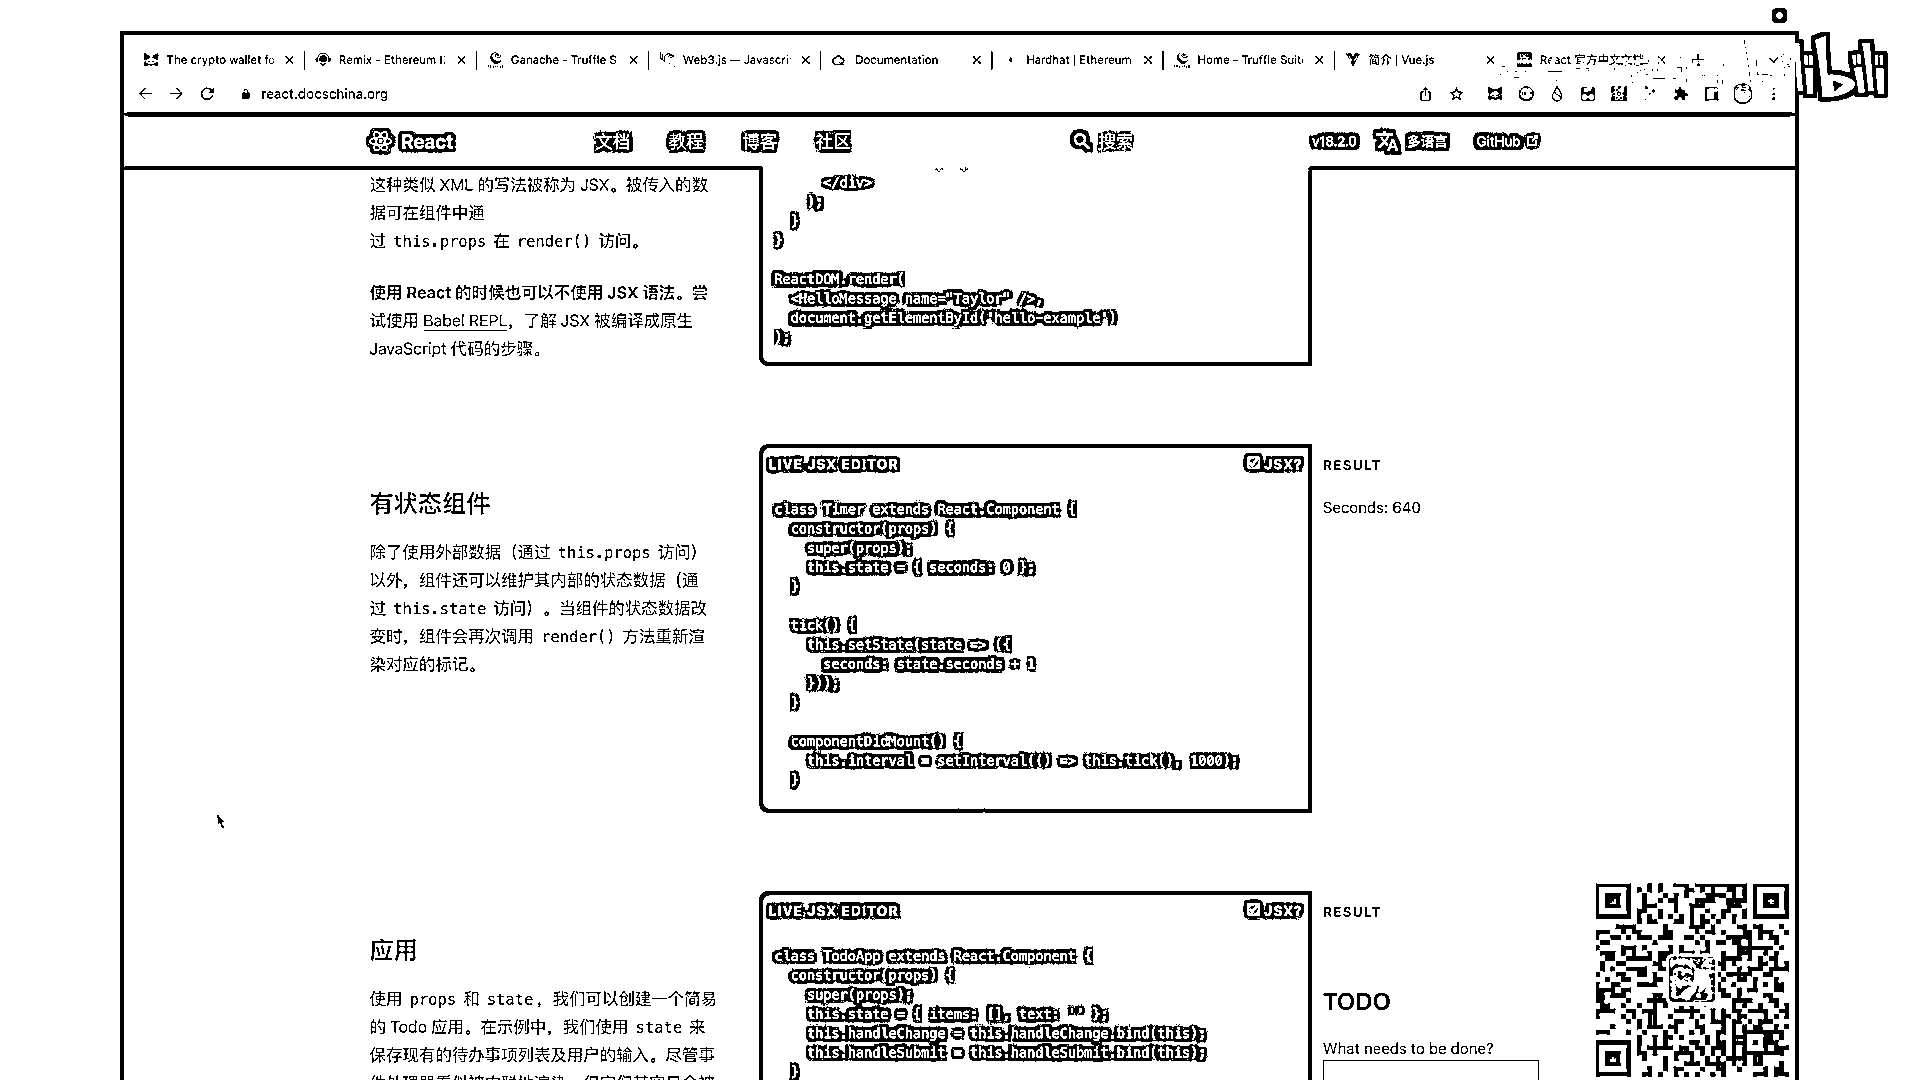 The crypto wallet fo
Remix - Ethereum I
Ganache - Truffle S
Web3.js — Javascri
Documentation
Hardhat | Ethereum
Home - Truffle Suite
简介 | Vue.js
React 官方中文文档
bili
react.docschina.org
React
文档
教程
博客
社区
搜索
v18.2.0
多语言
GitHub
这种类似 XML 的写法被称为 JSX。被传入的数
据可在组件中通
过 this.props 在 render() 访问。
使用 React 的时候也可以不使用 JSX 语法。尝
试使用 Babel REPL，了解 JSX 被编译成原生
JavaScript 代码的步骤。
</div>
);
}
}
ReactDOM.render(
<HelloMessage name="Taylor" />,
document.getElementById('hello-example')
);
有状态组件
除了使用外部数据（通过 this.props 访问）
以外，组件还可以维护其内部的状态数据（通
过 this.state 访问）。当组件的状态数据改
变时，组件会再次调用 render() 方法重新渲
染对应的标记。
LIVE JSX EDITOR
JSX?
class Timer extends React.Component {
constructor(props) {
super(props);
this.state = { seconds: 0 };
}
tick() {
this.setState(state => ({
seconds: state.seconds + 1
}));
}
componentDidMount() {
this.interval = setInterval(() => this.tick(), 1000);
}
RESULT
Seconds: 640
应用
使用 props 和 state，我们可以创建一个简易
的 Todo 应用。在示例中，我们使用 state 来
保存现有的待办事项列表及用户的输入。尽管事
LIVE JSX EDITOR
JSX?
class TodoApp extends React.Component {
constructor(props) {
super(props);
this.state = { items: [], text: '' };
this.handleChange = this.handleChange.bind(this);
this.handleSubmit = this.handleSubmit.bind(this);
}
RESULT
TODO
What needs to be done?